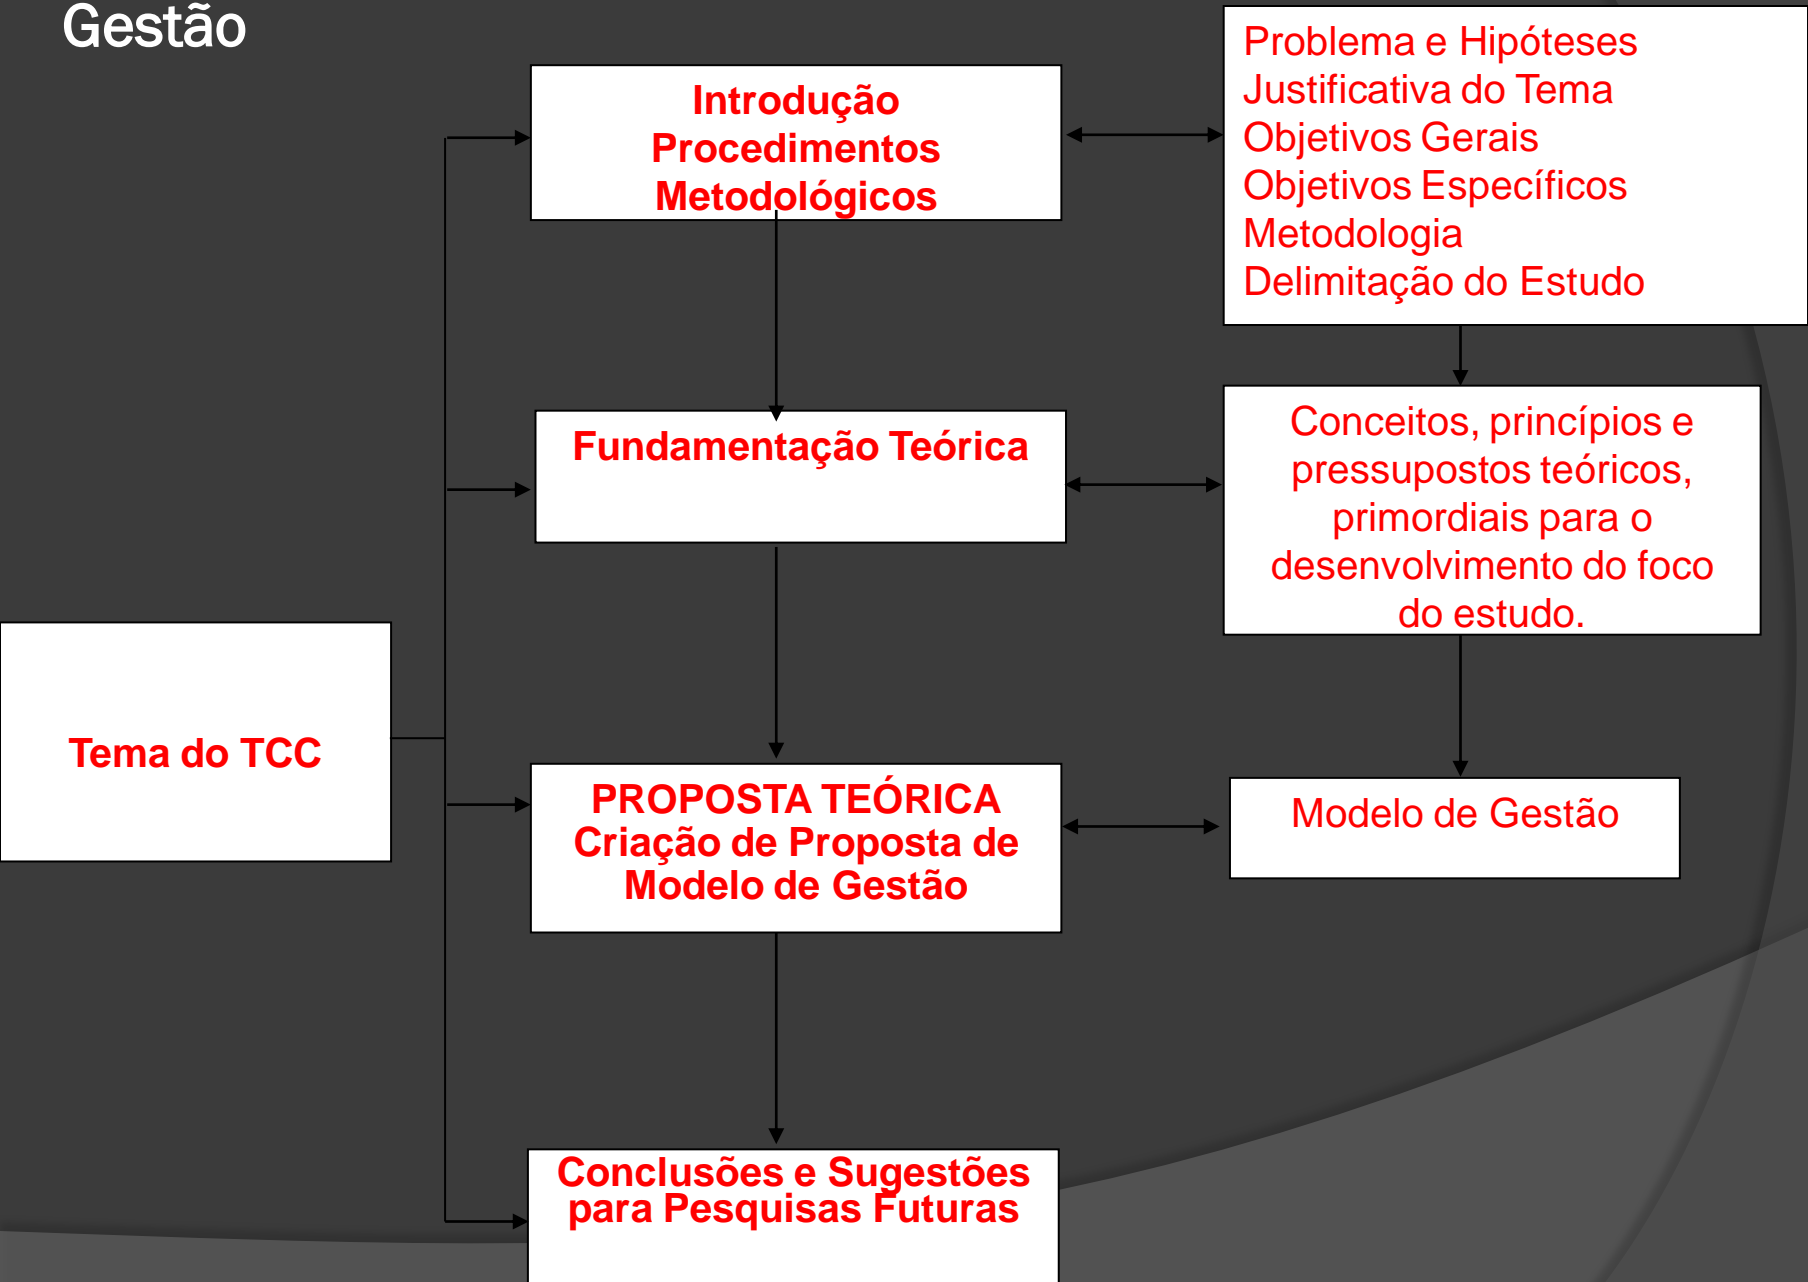 Gestão
Introdução
Procedimentos
Metodológicos
Problema e Hipóteses
Justificativa do Tema
Objetivos Gerais
Objetivos Específicos
Metodologia
Delimitação do Estudo
Fundamentação Teórica
Conceitos, princípios e
pressupostos teóricos,
primordiais para o
desenvolvimento do foco
do estudo.
Tema do TCC
PROPOSTA TEÓRICA
Criação de Proposta de
Modelo de Gestão
Modelo de Gestão
Conclusões e Sugestões
para Pesquisas Futuras